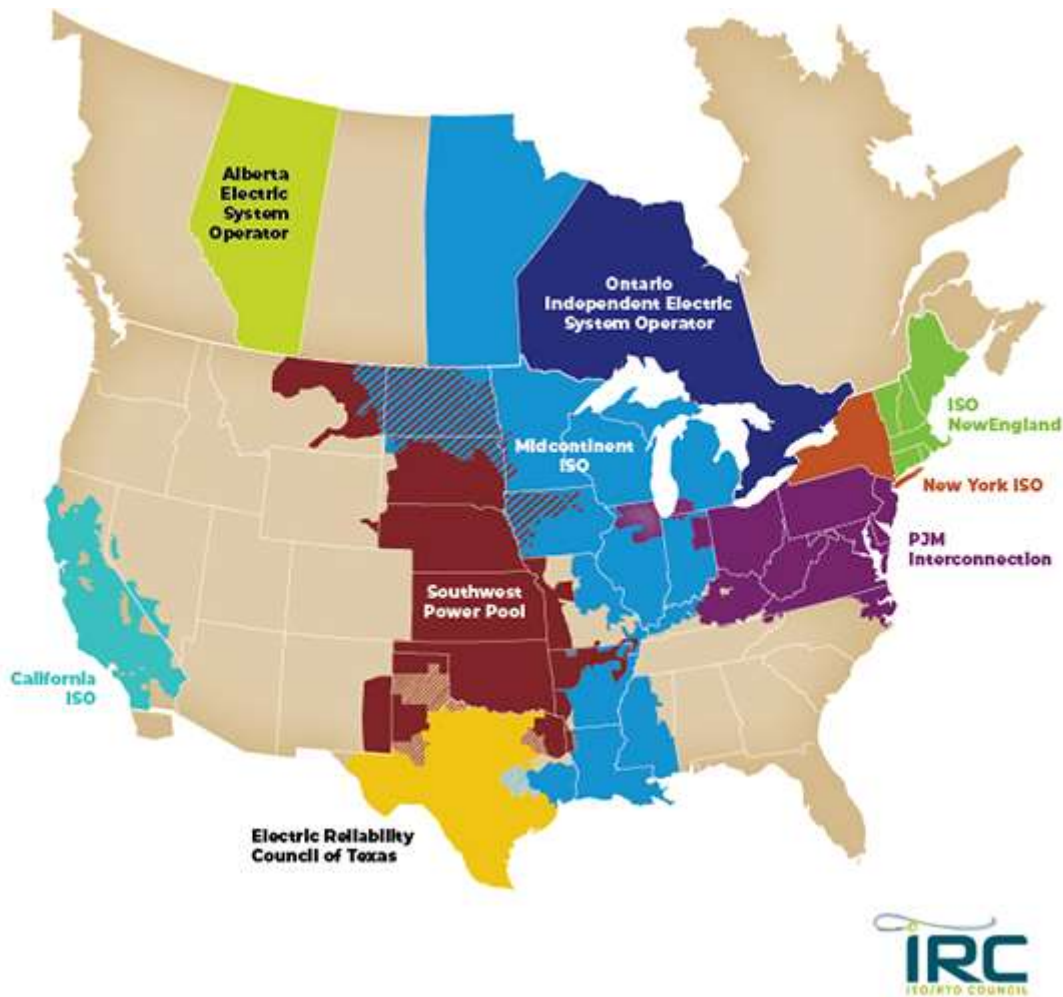 Alberta
Electric
System
Operator
Ontario
Independent Electric
System Operator
ISO
NewEngland
Midcontinent
ISO
New York ISO
PJM
Interconnection
Southwest
Power Pool
California
ISO
Electric Reliability
Council of Texas
IRC
ISO/RTO COUNCIL